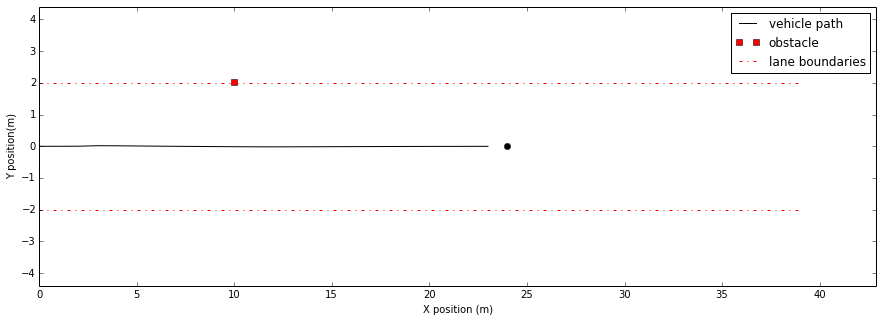 4
3
2
1
0
−1
−2
−3
−4
Y position(m)
vehicle path
obstacle
lane boundaries
0 5 10 15 20 25 30 35 40
X position (m)